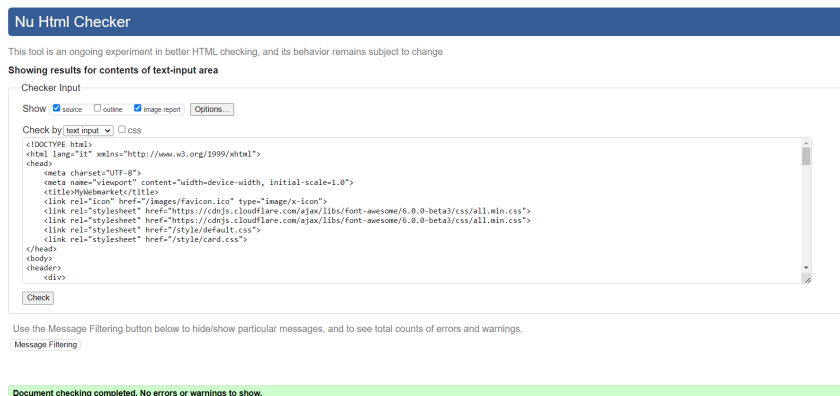 Nu Html Checker
This tool is an ongoing experiment in better HTML checking, and its behavior remains subject to change
Showing results for contents of text-input area
Checker Input
Show source outline image report Options...
Check by text input css
<!DOCTYPE html>
<html lang="it" xmlns="http://www.w3.org/1999/xhtml">
<head>
<meta charset="UTF-8">
<meta name="viewport" content="width=device-width, initial-scale=1.0">
<title>MyWebmarket</title>
<link rel="icon" href="/images/favicon.ico" type="image/x-icon">
<link rel="stylesheet" href="https://cdnjs.cloudflare.com/ajax/libs/font-awesome/6.0.0-beta3/css/all.min.css">
<link rel="stylesheet" href="https://cdnjs.cloudflare.com/ajax/libs/font-awesome/6.0.0-beta3/css/all.min.css">
<link rel="stylesheet" href="/style/default.css">
<link rel="stylesheet" href="/style/card.css">
</head>
<body>
<header>
<div>
Check
Use the Message Filtering button below to hide/show particular messages, and to see total counts of errors and warnings.
Message Filtering
Document checking completed. No errors or warnings to show.